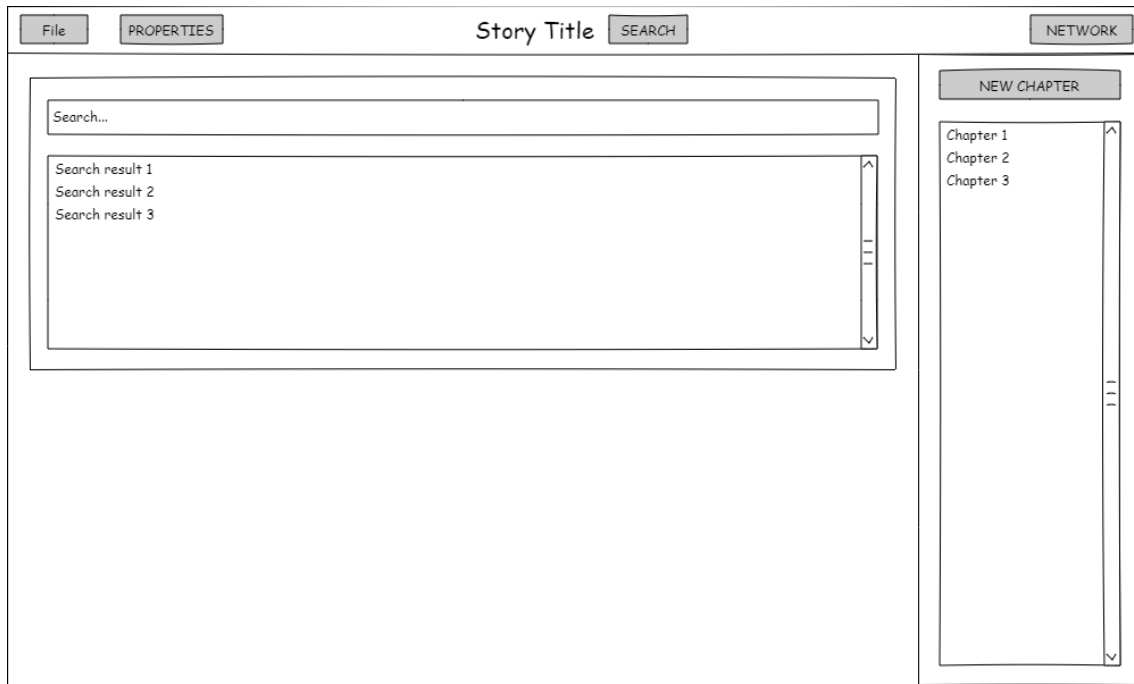 File PROPERTIES Story Title SEARCH NETWORK
Search...
Search result 1
Search result 2
Search result 3
NEW CHAPTER
Chapter 1
Chapter 2
Chapter 3